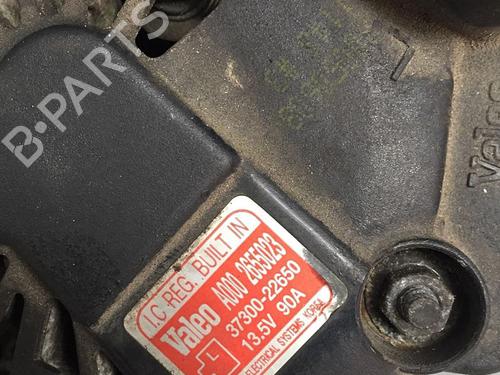 B-PARTS
I.C REG. BUILT IN
Valeo A000 2655023
37300-22650
13.5V 90A
ELECTRICAL SYSTEMS KOREA
Valeo